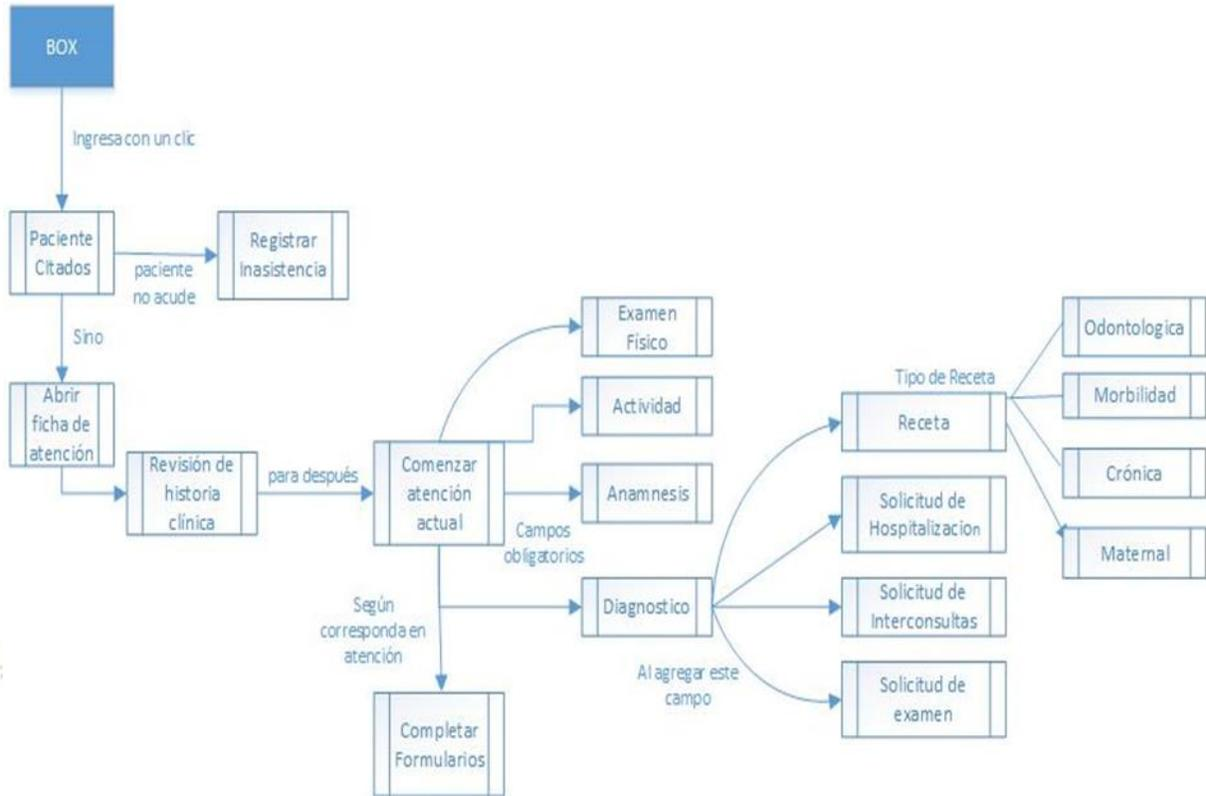 BOX
Ingresa con un clic
Paciente
Citados
paciente
no acude
Registrar
Inasistencia
Sino
Abrir
ficha de
atención
Revisión de
historia
clínica
para después
Comenzar
atención
actual
Campos
obligatorios
Según
corresponda en
atención
Completar
Formularios
Examen
Físico
Actividad
Anamnesis
Diagnostico
Al agregar este
campo
Tipo de Receta
Receta
Solicitud de
Hospitalizacion
Solicitud de
Interconsultas
Solicitud de
examen
Odontologica
Morbilidad
Crónica
Maternal